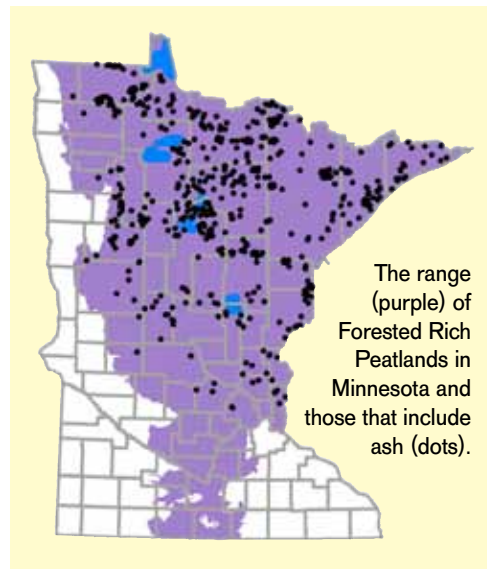 The range
(purple) of
Forested Rich
Peatlands in
Minnesota and
those that include
ash (dots).